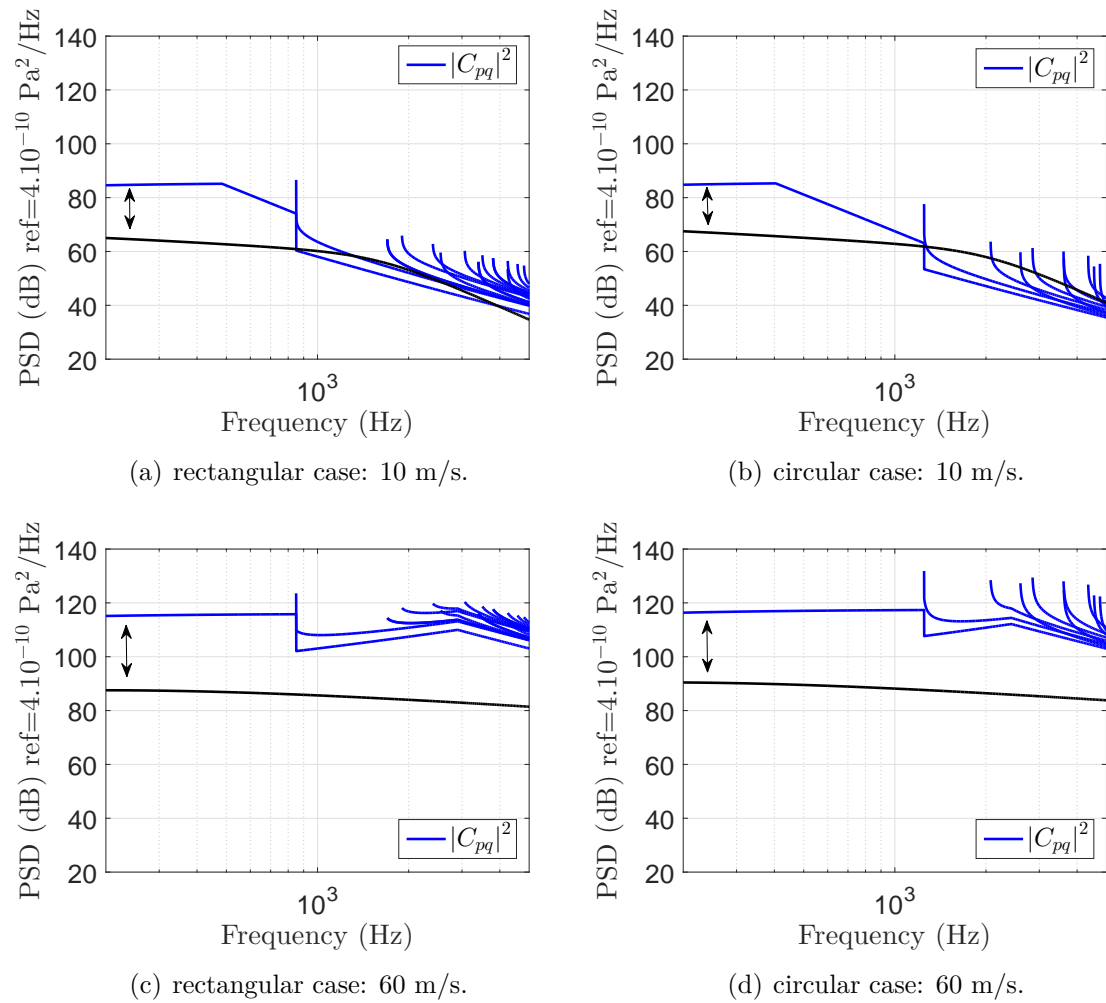 PSD (dB) ref=4.10⁻¹⁰ Pa²/Hz
140
120
100
80
60
40
20
|C_pq|²
10³
Frequency (Hz)
(a) rectangular case: 10 m/s.
PSD (dB) ref=4.10⁻¹⁰ Pa²/Hz
140
120
100
80
60
40
20
|C_pq|²
10³
Frequency (Hz)
(b) circular case: 10 m/s.
PSD (dB) ref=4.10⁻¹⁰ Pa²/Hz
140
120
100
80
60
40
20
|C_pq|²
10³
Frequency (Hz)
(c) rectangular case: 60 m/s.
PSD (dB) ref=4.10⁻¹⁰ Pa²/Hz
140
120
100
80
60
40
20
|C_pq|²
10³
Frequency (Hz)
(d) circular case: 60 m/s.